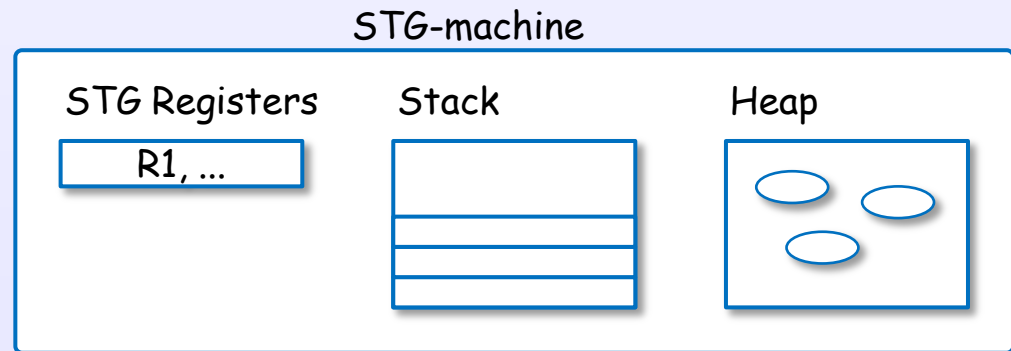 STG-machine
STG Registers
Stack
Heap
R1, ...